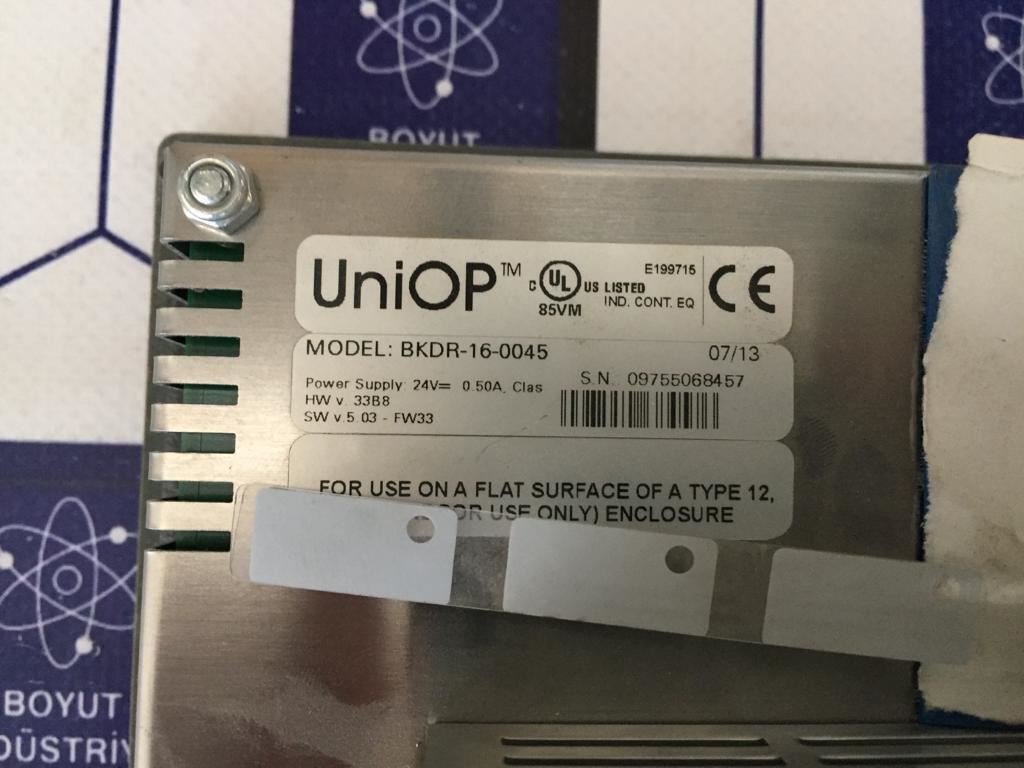 BOYUT
UniOP™
C UL US LISTED
85VM
E199715
IND. CONT. EQ
CE
MODEL: BKDR-16-0045
07/13
Power Supply: 24V= 0.50A, Clas
HW v. 33B8
SW v.5.03 - FW33
S.N.: 09755068457
FOR USE ON A FLAT SURFACE OF A TYPE 12,
USE ONLY) ENCLOSURE
BOYUT